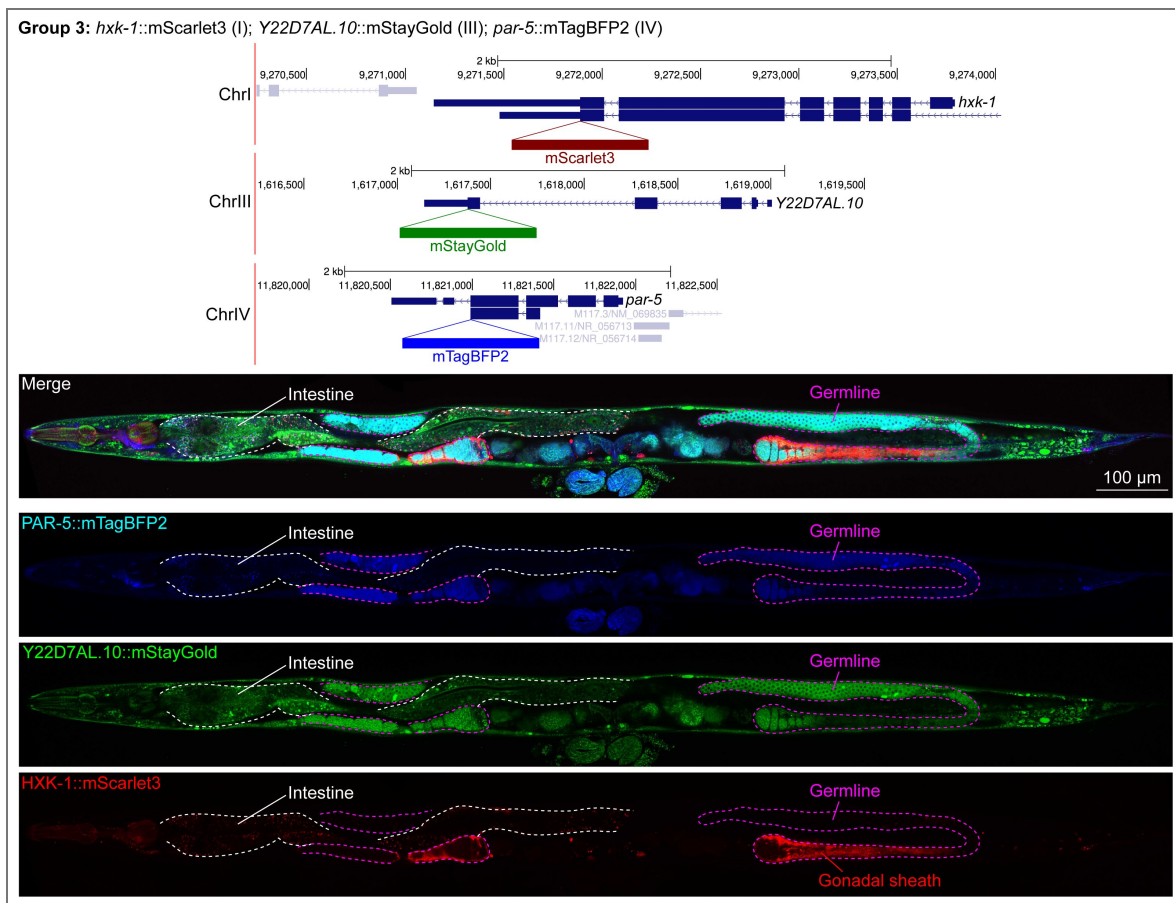 Group 3: hxk-1::mScarlet3 (I); Y22D7AL.10::mStayGold (III); par-5::mTagBFP2 (IV)
2 kb
9,270,500 9,271,000 9,271,500 9,272,000 9,272,500 9,273,000 9,273,500 9,274,000
ChrI
hxk-1
mScarlet3
2 kb
1,616,500 1,617,000 1,617,500 1,618,000 1,618,500 1,619,000 1,619,500
ChrIII
Y22D7AL.10
mStayGold
2 kb
11,820,000 11,820,500 11,821,000 11,821,500 11,822,000 11,822,500
par-5
ChrIV
M117.3/NM_069835
M117.11/NR_056713
M117.12/NR_056714
mTagBFP2
Merge
Intestine
Germline
100 µm
PAR-5::mTagBFP2
Intestine
Germline
Y22D7AL.10::mStayGold
Intestine
Germline
HXK-1::mScarlet3
Intestine
Germline
Gonadal sheath